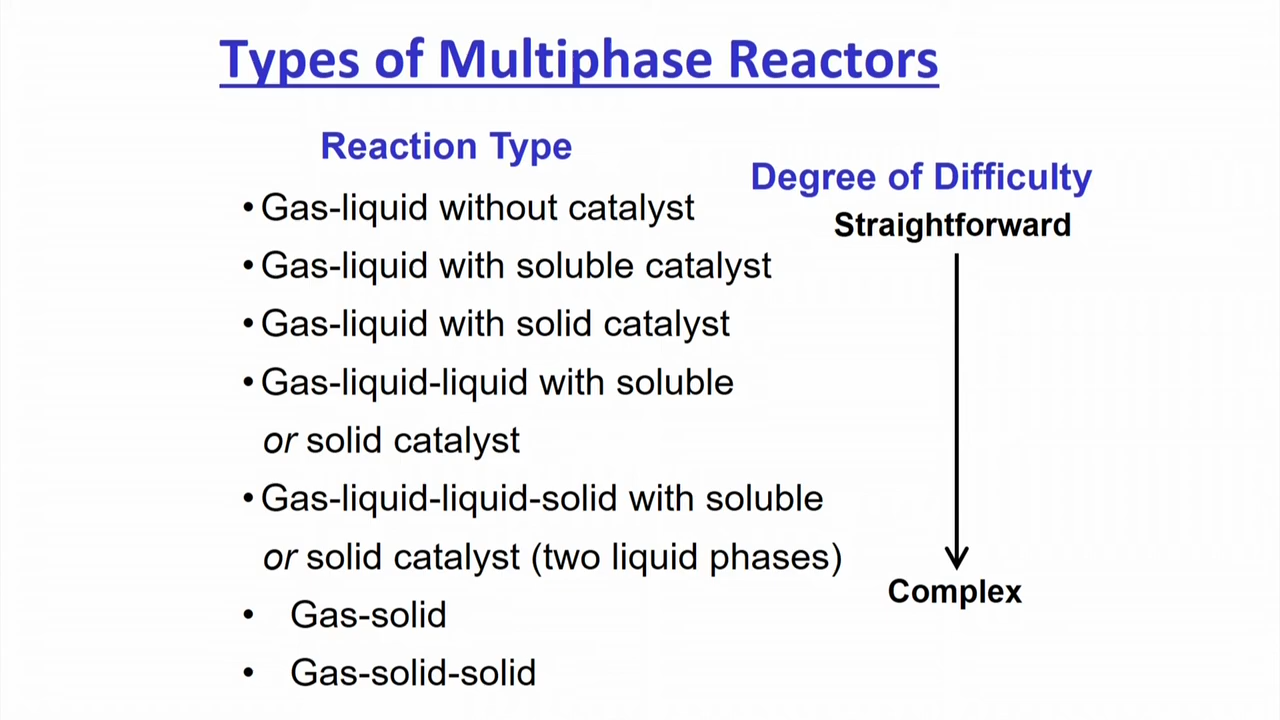 Types of Multiphase Reactors
Reaction Type
Degree of Difficulty
• Gas-liquid without catalyst
Straightforward
• Gas-liquid with soluble catalyst
• Gas-liquid with solid catalyst
• Gas-liquid-liquid with soluble
or solid catalyst
• Gas-liquid-liquid-solid with soluble
or solid catalyst (two liquid phases)
Complex
• Gas-solid
• Gas-solid-solid